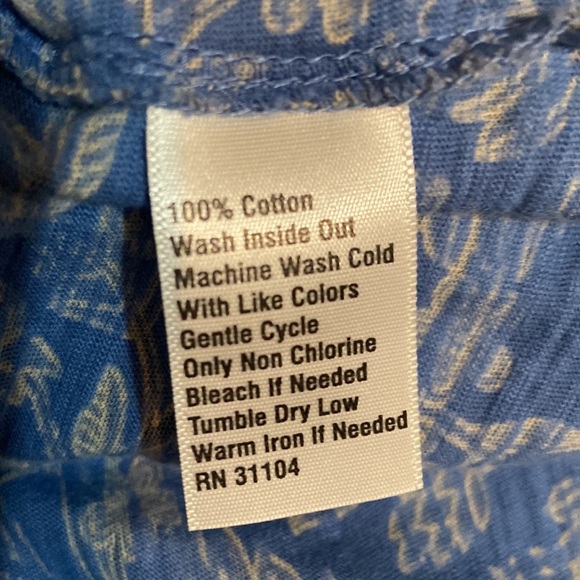 100% Cotton
Wash Inside Out
Machine Wash Cold
With Like Colors
Gentle Cycle
Only Non Chlorine
Bleach If Needed
Tumble Dry Low
Warm Iron If Needed
RN 31104